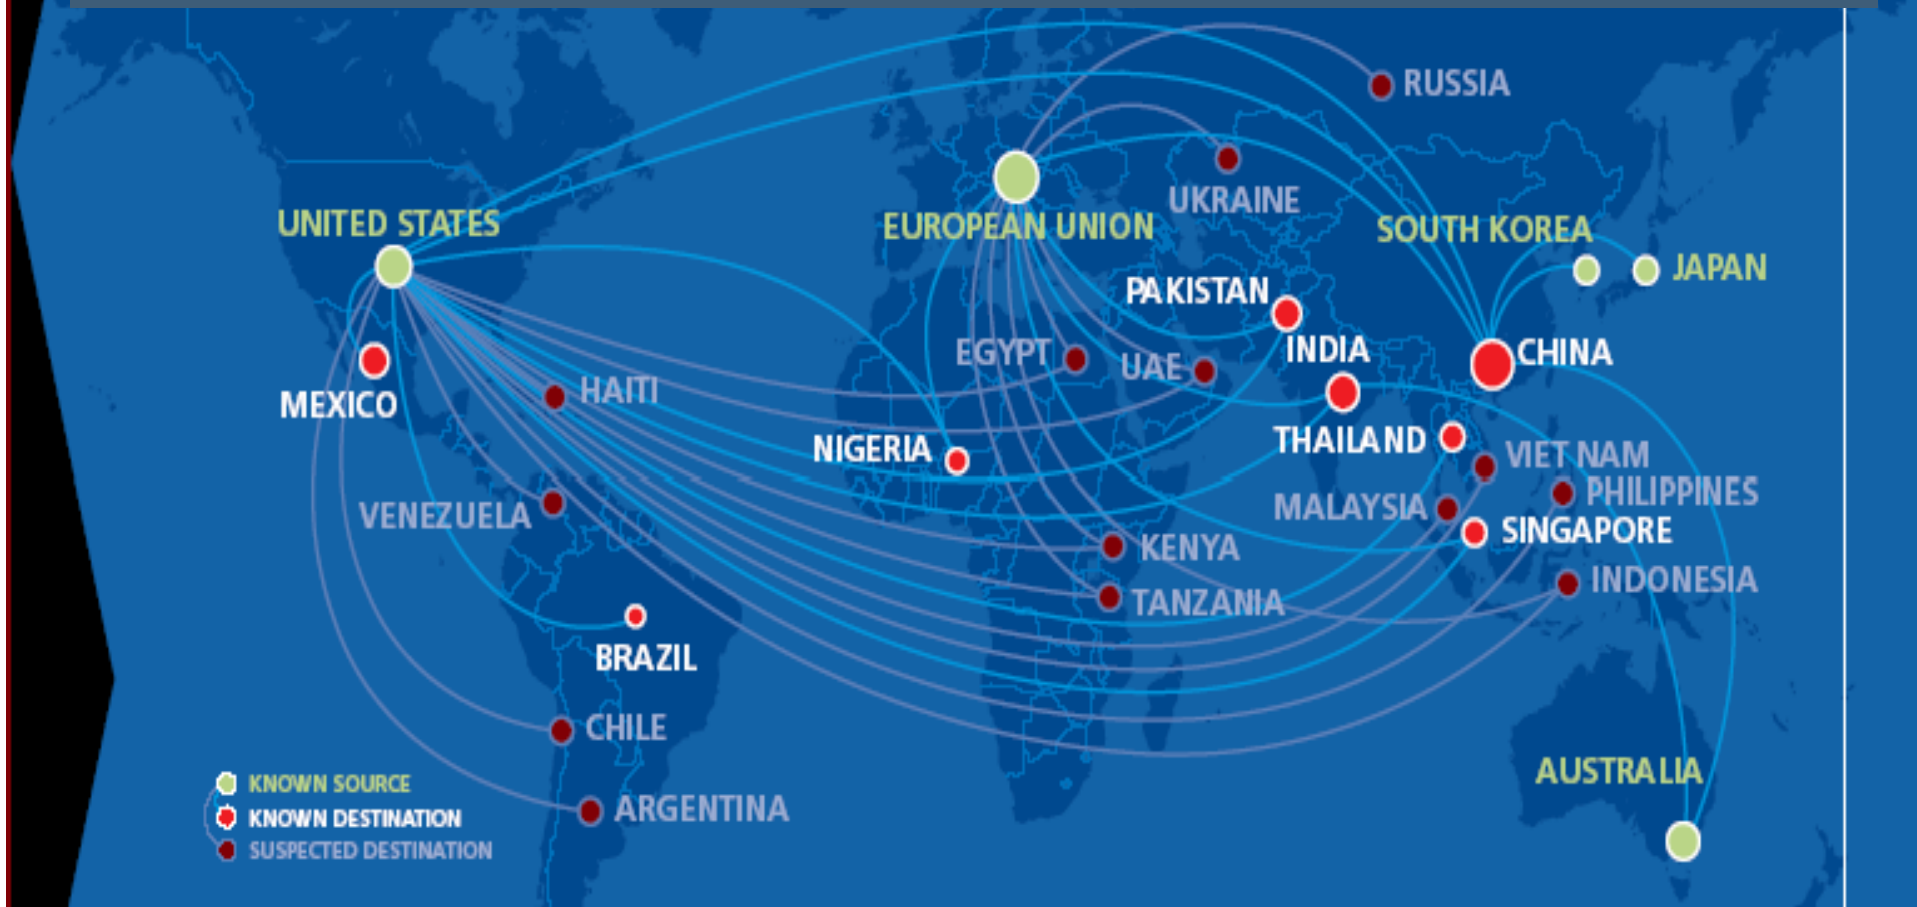 RUSSIA
UKRAINE
UNITED STATES
EUROPEAN UNION
SOUTH KOREA
JAPAN
PAKISTAN
INDIA
CHINA
EGYPT
UAE
HAITI
MEXICO
NIGERIA
THAILAND
VIET NAM
PHILIPPINES
MALAYSIA
SINGAPORE
VENEZUELA
KENYA
INDONESIA
TANZANIA
BRAZIL
CHILE
AUSTRALIA
ARGENTINA
KNOWN SOURCE
KNOWN DESTINATION
SUSPECTED DESTINATION